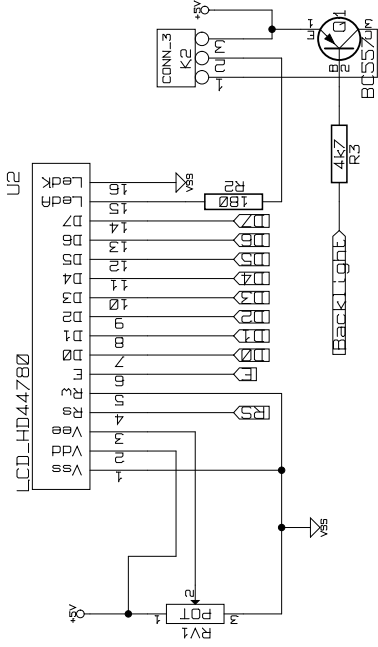 +5V
1
E
Q1
BC557
3
B
2
CONN_3
K2
3
2
1
4k7
R3
Backlight
R2
180
VSS
U2
LCD_HD44780
LedK
16
LedA
15
D7
14
D7
D6
13
D6
D5
12
D5
D4
11
D4
D3
10
D3
D2
9
D2
D1
8
D1
D0
7
D0
E
6
E
Rw
5
Rs
4
RS
Vee
3
Vdd
2
Vss
1
VSS
+5V
1
2
POT
3
RV1